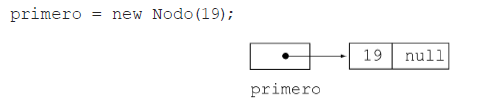 primero = new Nodo(19);
19 null
primero